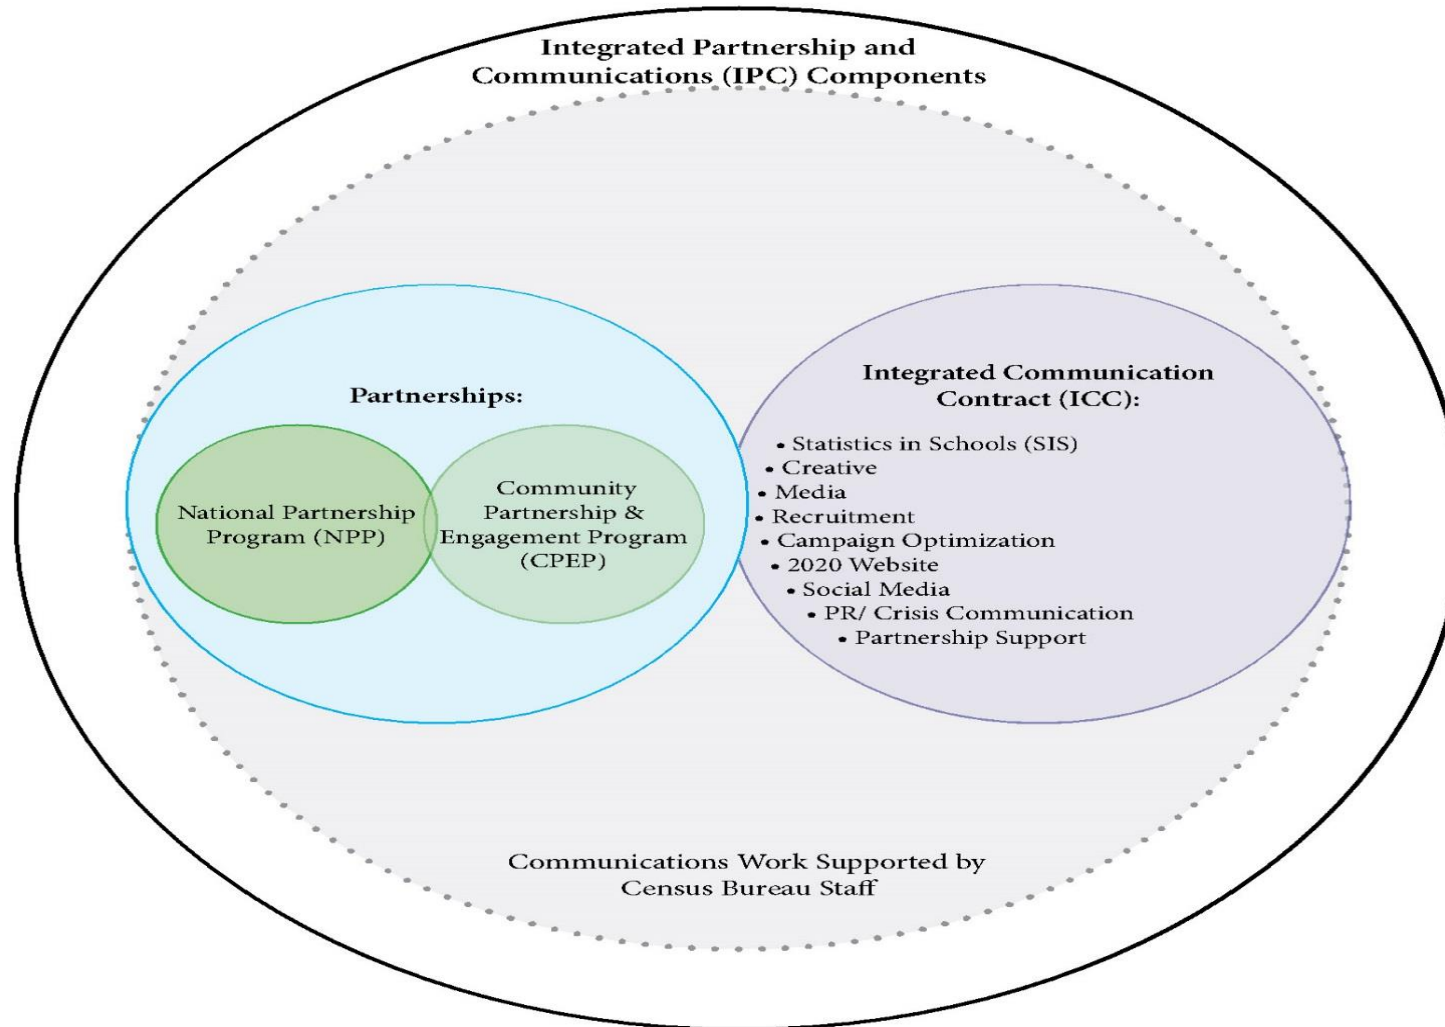 Integrated Partnership and
Communications (IPC) Components
Partnerships:
National Partnership
Program (NPP)
Community
Partnership &
Engagement Program
(CPEP)
Integrated Communication
Contract (ICC):
• Statistics in Schools (SIS)
• Creative
• Media
• Recruitment
• Campaign Optimization
• 2020 Website
• Social Media
• PR/ Crisis Communication
• Partnership Support
Communications Work Supported by
Census Bureau Staff